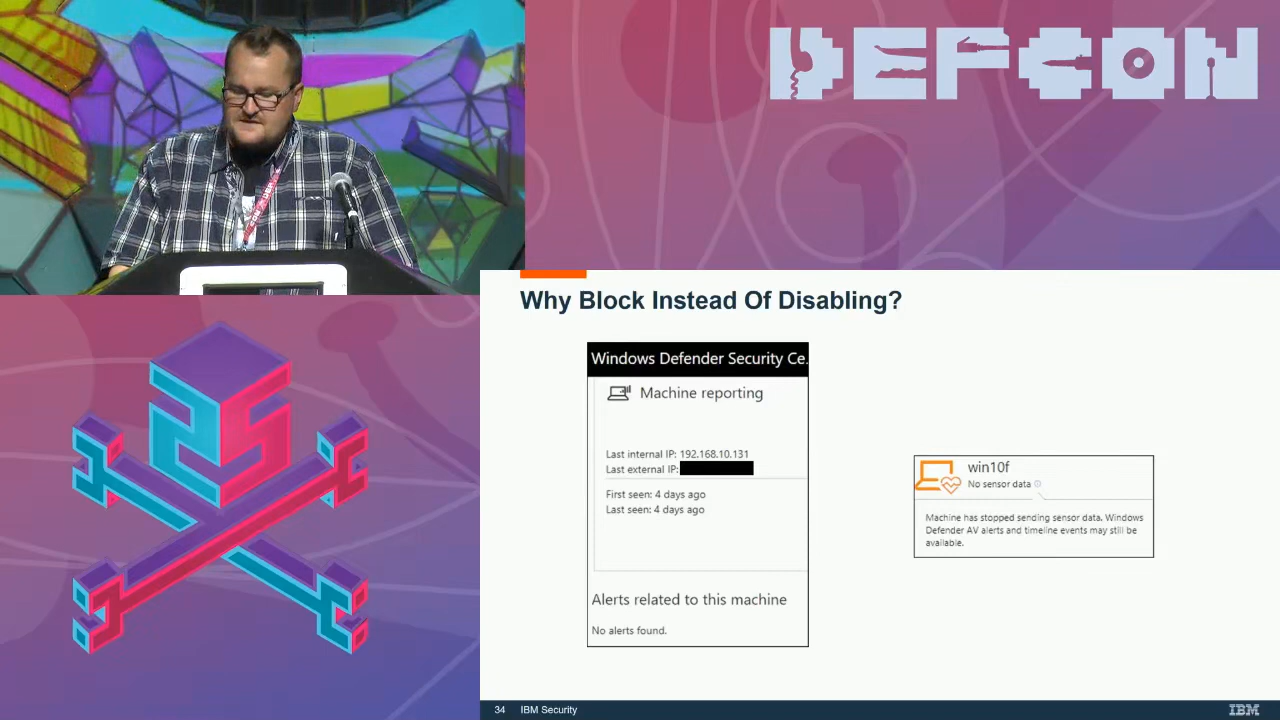 DEFCON
Why Block Instead Of Disabling?
Windows Defender Security Ce.
Machine reporting
Last internal IP: 192.168.10.131
Last external IP:
First seen: 4 days ago
Last seen: 4 days ago
Alerts related to this machine
No alerts found.
win10f
No sensor data
Machine has stopped sending sensor data. Windows
Defender AV alerts and timeline events may still be
available.
34 IBM Security
IBM